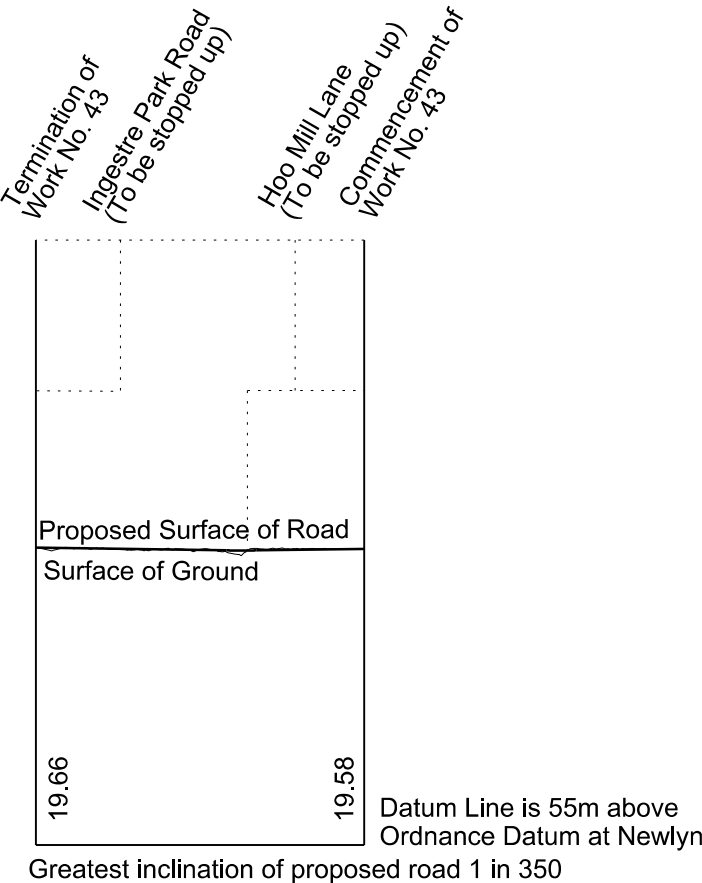 Termination of
Work No. 43
Ingestre Park Road
(To be stopped up)
Hoo Mill Lane
(To be stopped up)
Commencement of
Work No. 43
Proposed Surface of Road
Surface of Ground
19.66
19.58
Datum Line is 55m above
Ordnance Datum at Newlyn
Greatest inclination of proposed road 1 in 350